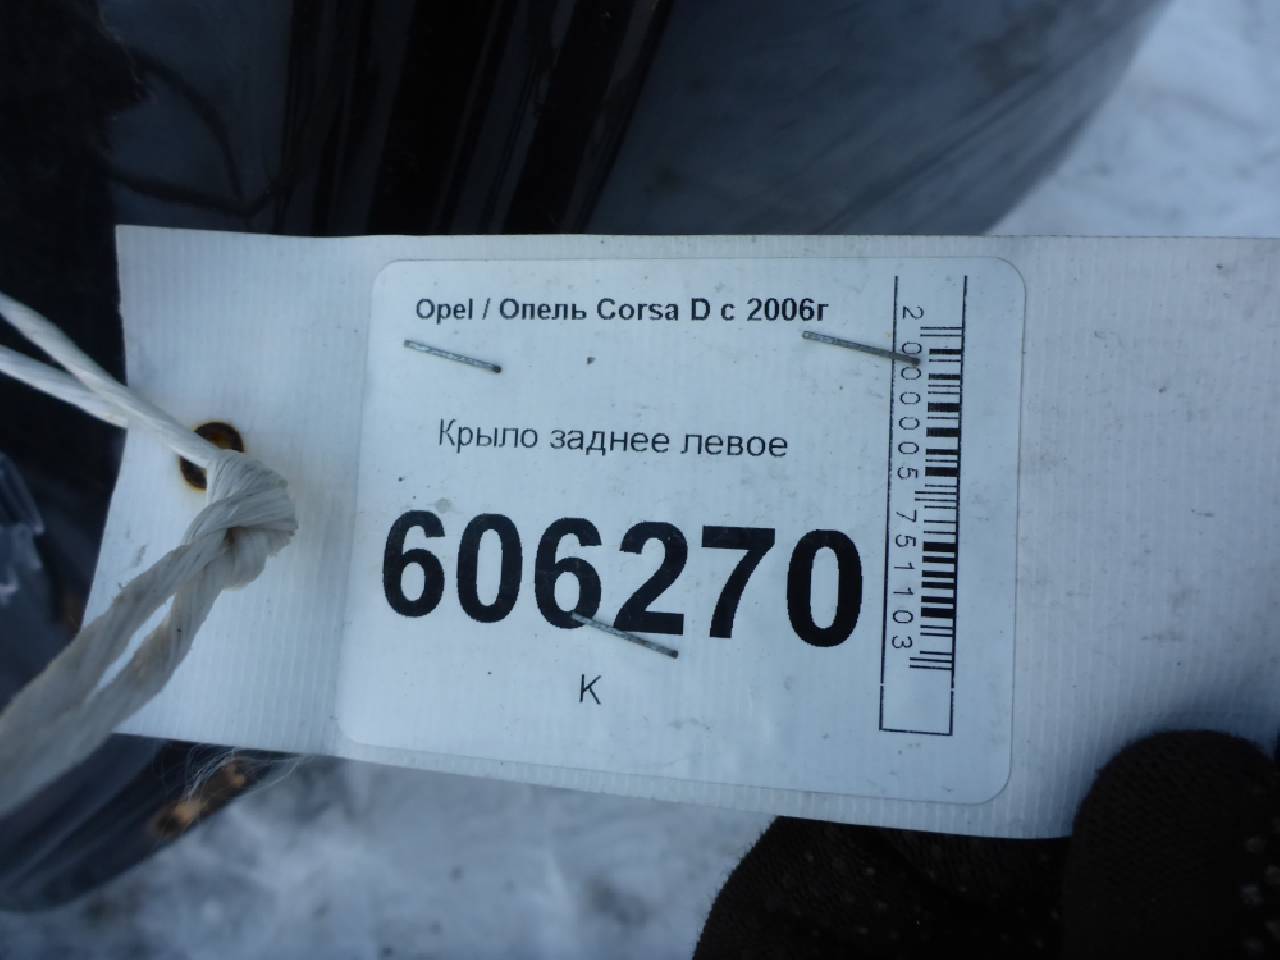 Opel / Опель Corsa D с 2006г
Крыло заднее левое
606270
К
2000005751103